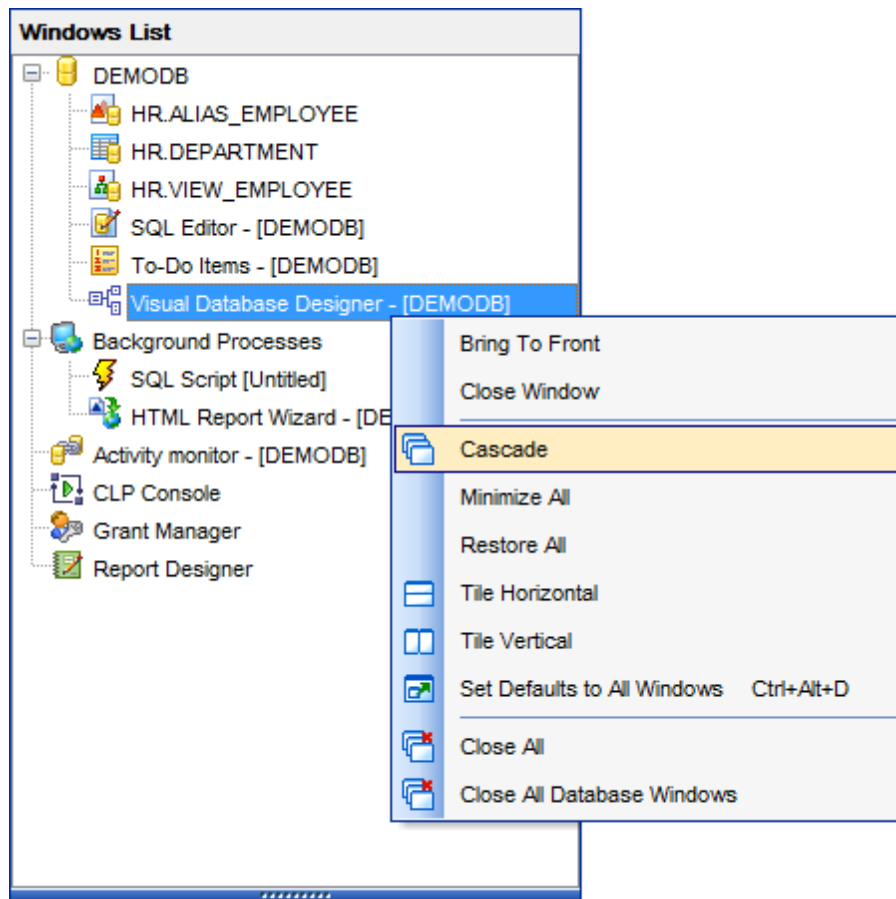 Windows List
DEMODB
HR.ALIAS_EMPLOYEE
HR.DEPARTMENT
HR.VIEW_EMPLOYEE
SQL Editor - [DEMODB]
To-Do Items - [DEMODB]
Visual Database Designer - [DEMODB]
Background Processes
SQL Script [Untitled]
HTML Report Wizard - [DE
Activity monitor - [DEMODB]
CLP Console
Grant Manager
Report Designer
Bring To Front
Close Window
Cascade
Minimize All
Restore All
Tile Horizontal
Tile Vertical
Set Defaults to All Windows Ctrl+Alt+D
Close All
Close All Database Windows